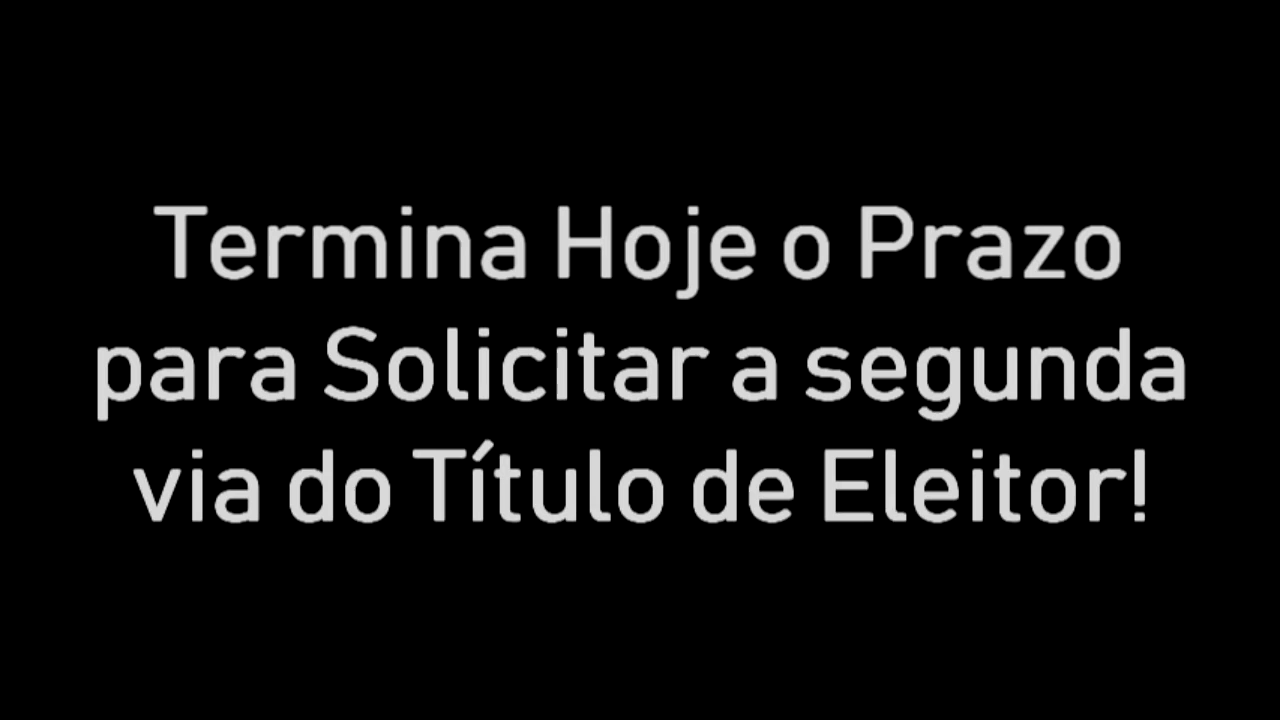 Termina Hoje o Prazo
para Solicitar a segunda
via do Título de Eleitor!